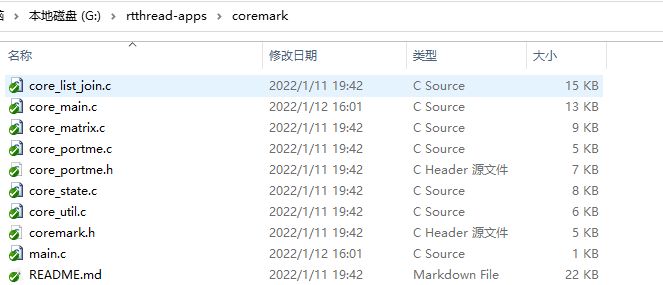 本地磁盘 (G:) › rtthread-apps › coremark
名称 修改日期 类型 大小
core_list_join.c 2022/1/11 19:42 C Source 15 KB
core_main.c 2022/1/12 16:01 C Source 13 KB
core_matrix.c 2022/1/11 19:42 C Source 9 KB
core_portme.c 2022/1/11 19:42 C Source 5 KB
core_portme.h 2022/1/11 19:42 C Header 源文件 7 KB
core_state.c 2022/1/11 19:42 C Source 8 KB
core_util.c 2022/1/11 19:42 C Source 6 KB
coremark.h 2022/1/11 19:42 C Header 源文件 5 KB
main.c 2022/1/12 16:01 C Source 1 KB
README.md 2022/1/11 19:42 Markdown File 22 KB